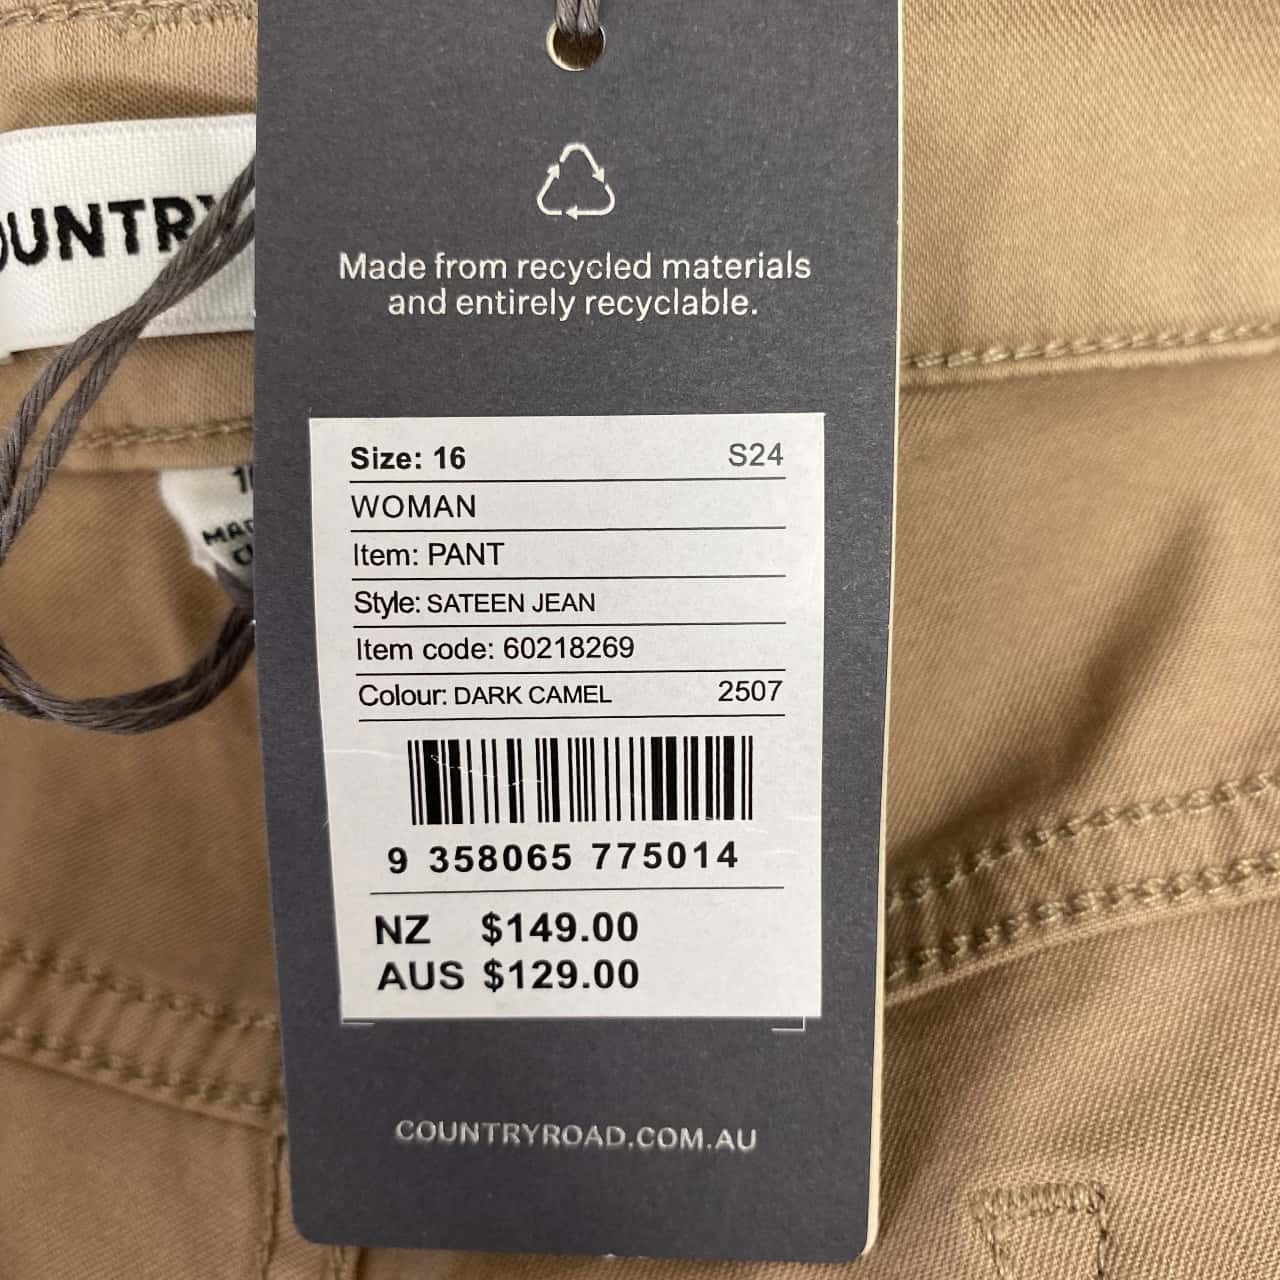 OUNTRY
Made from recycled materials
and entirely recyclable.
Size: 16 S24
WOMAN
Item: PANT
Style: SATEEN JEAN
Item code: 60218269
Colour: DARK CAMEL 2507
9 358065 775014
NZ $149.00
AUS $129.00
COUNTRYROAD.COM.AU